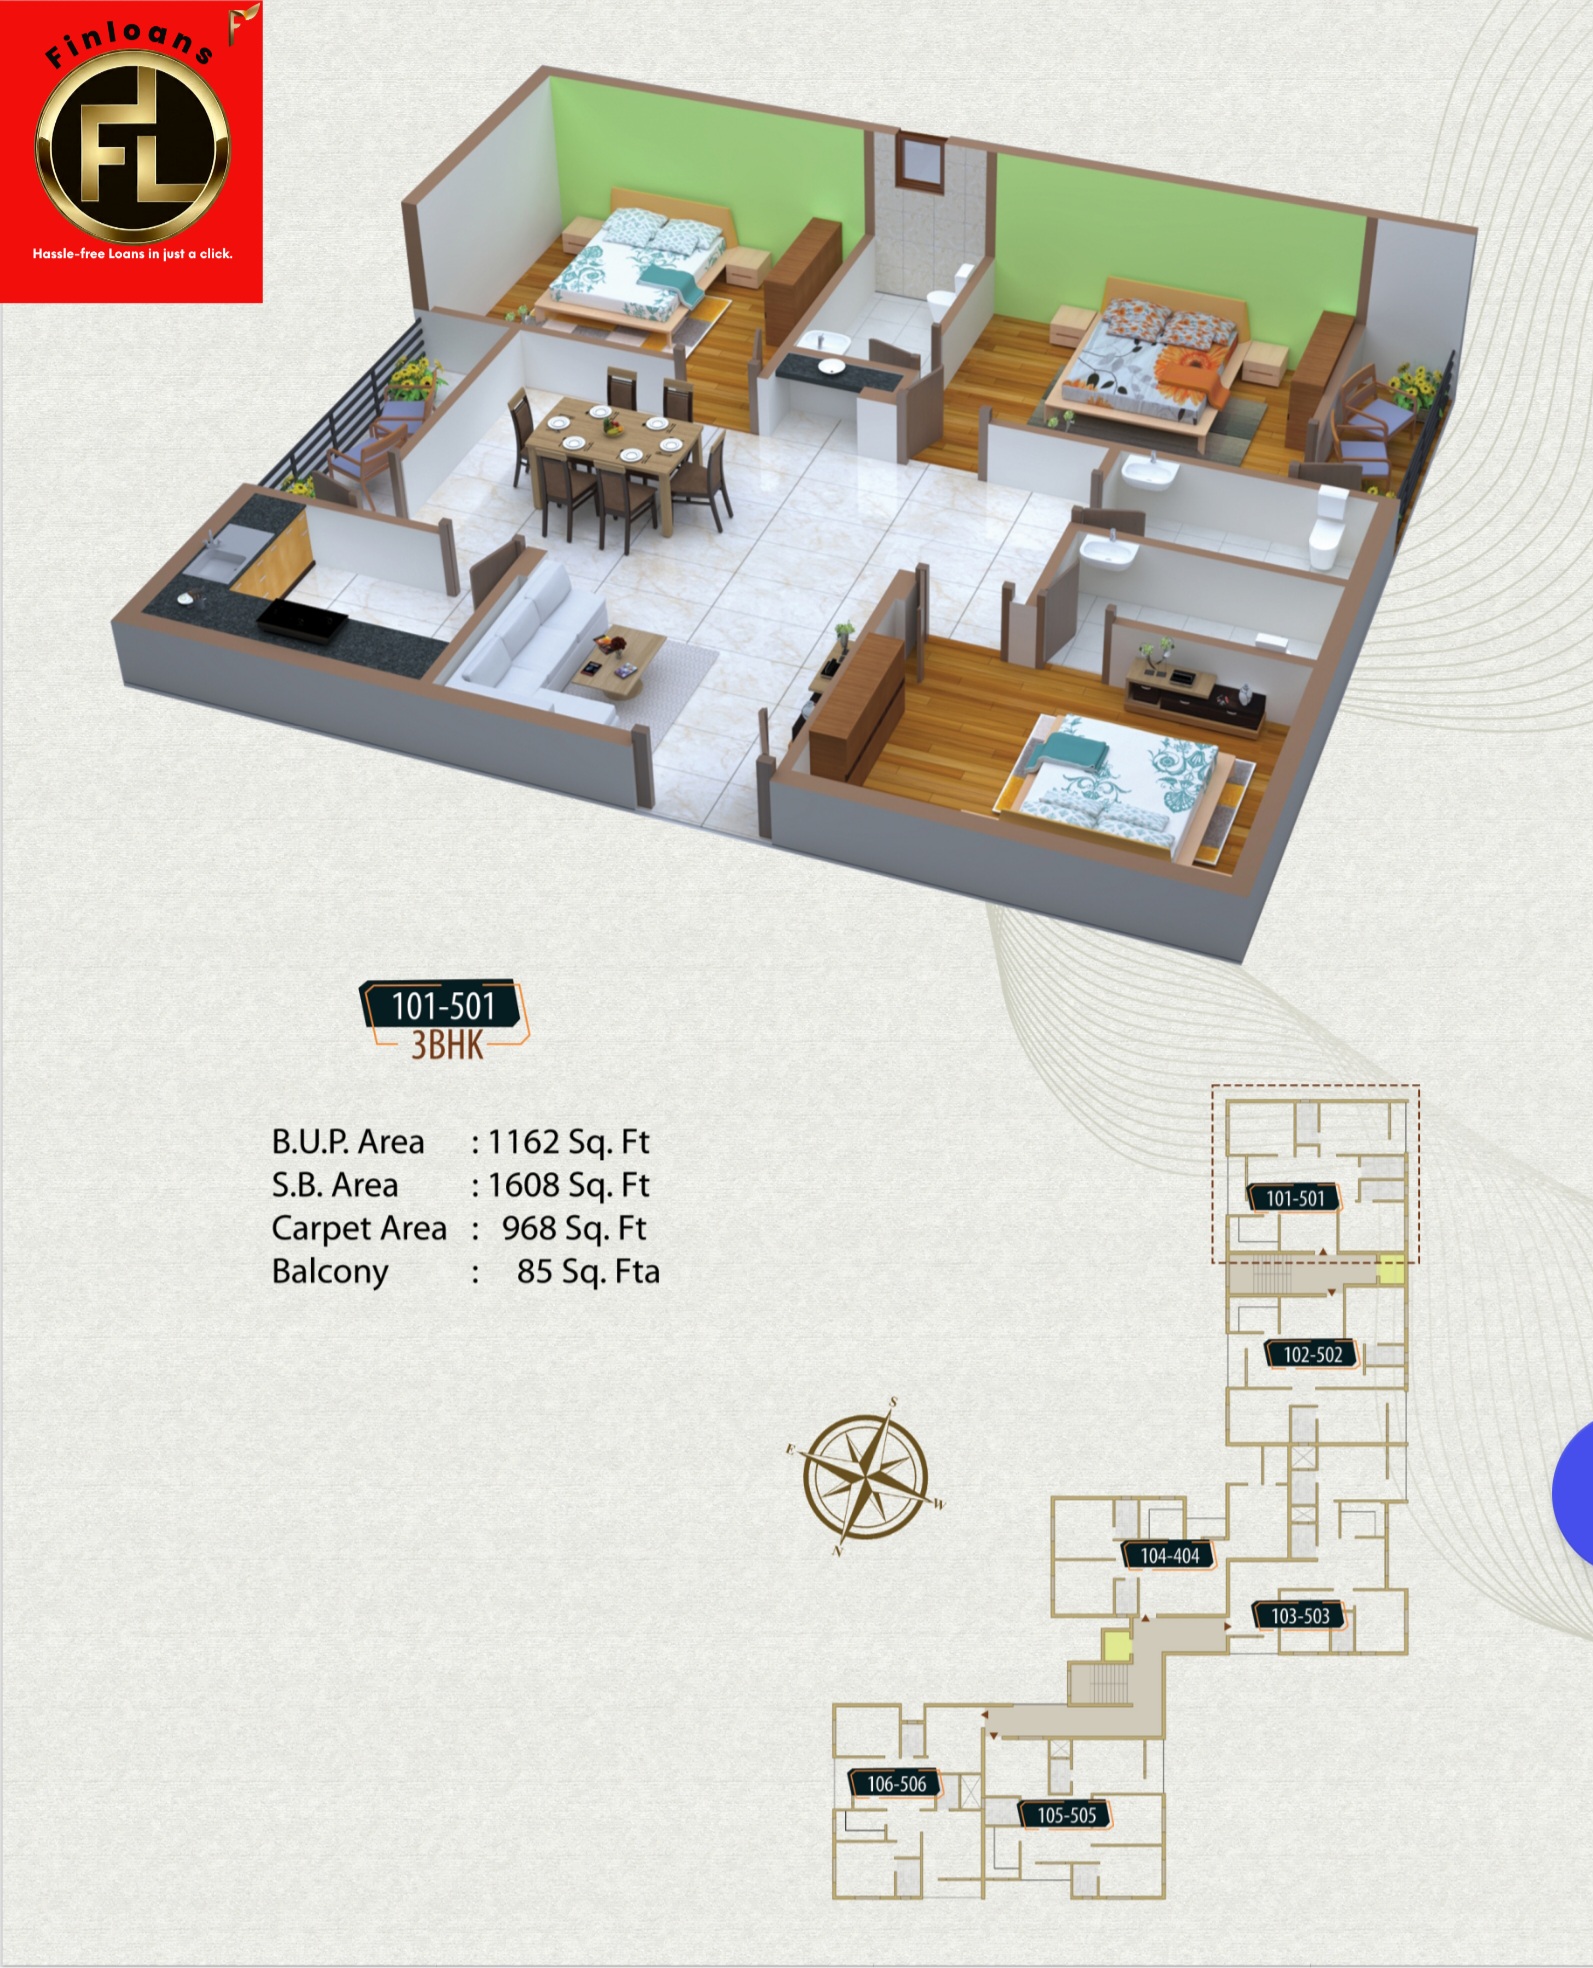 Finloans
F
FL
Hassle-free Loans in just a click.
101-501
3BHK
B.U.P. Area : 1162 Sq. Ft
S.B. Area : 1608 Sq. Ft
Carpet Area : 968 Sq. Ft
Balcony : 85 Sq. Fta
101-501
102-502
S
E
W
N
104-404
103-503
106-506
105-505